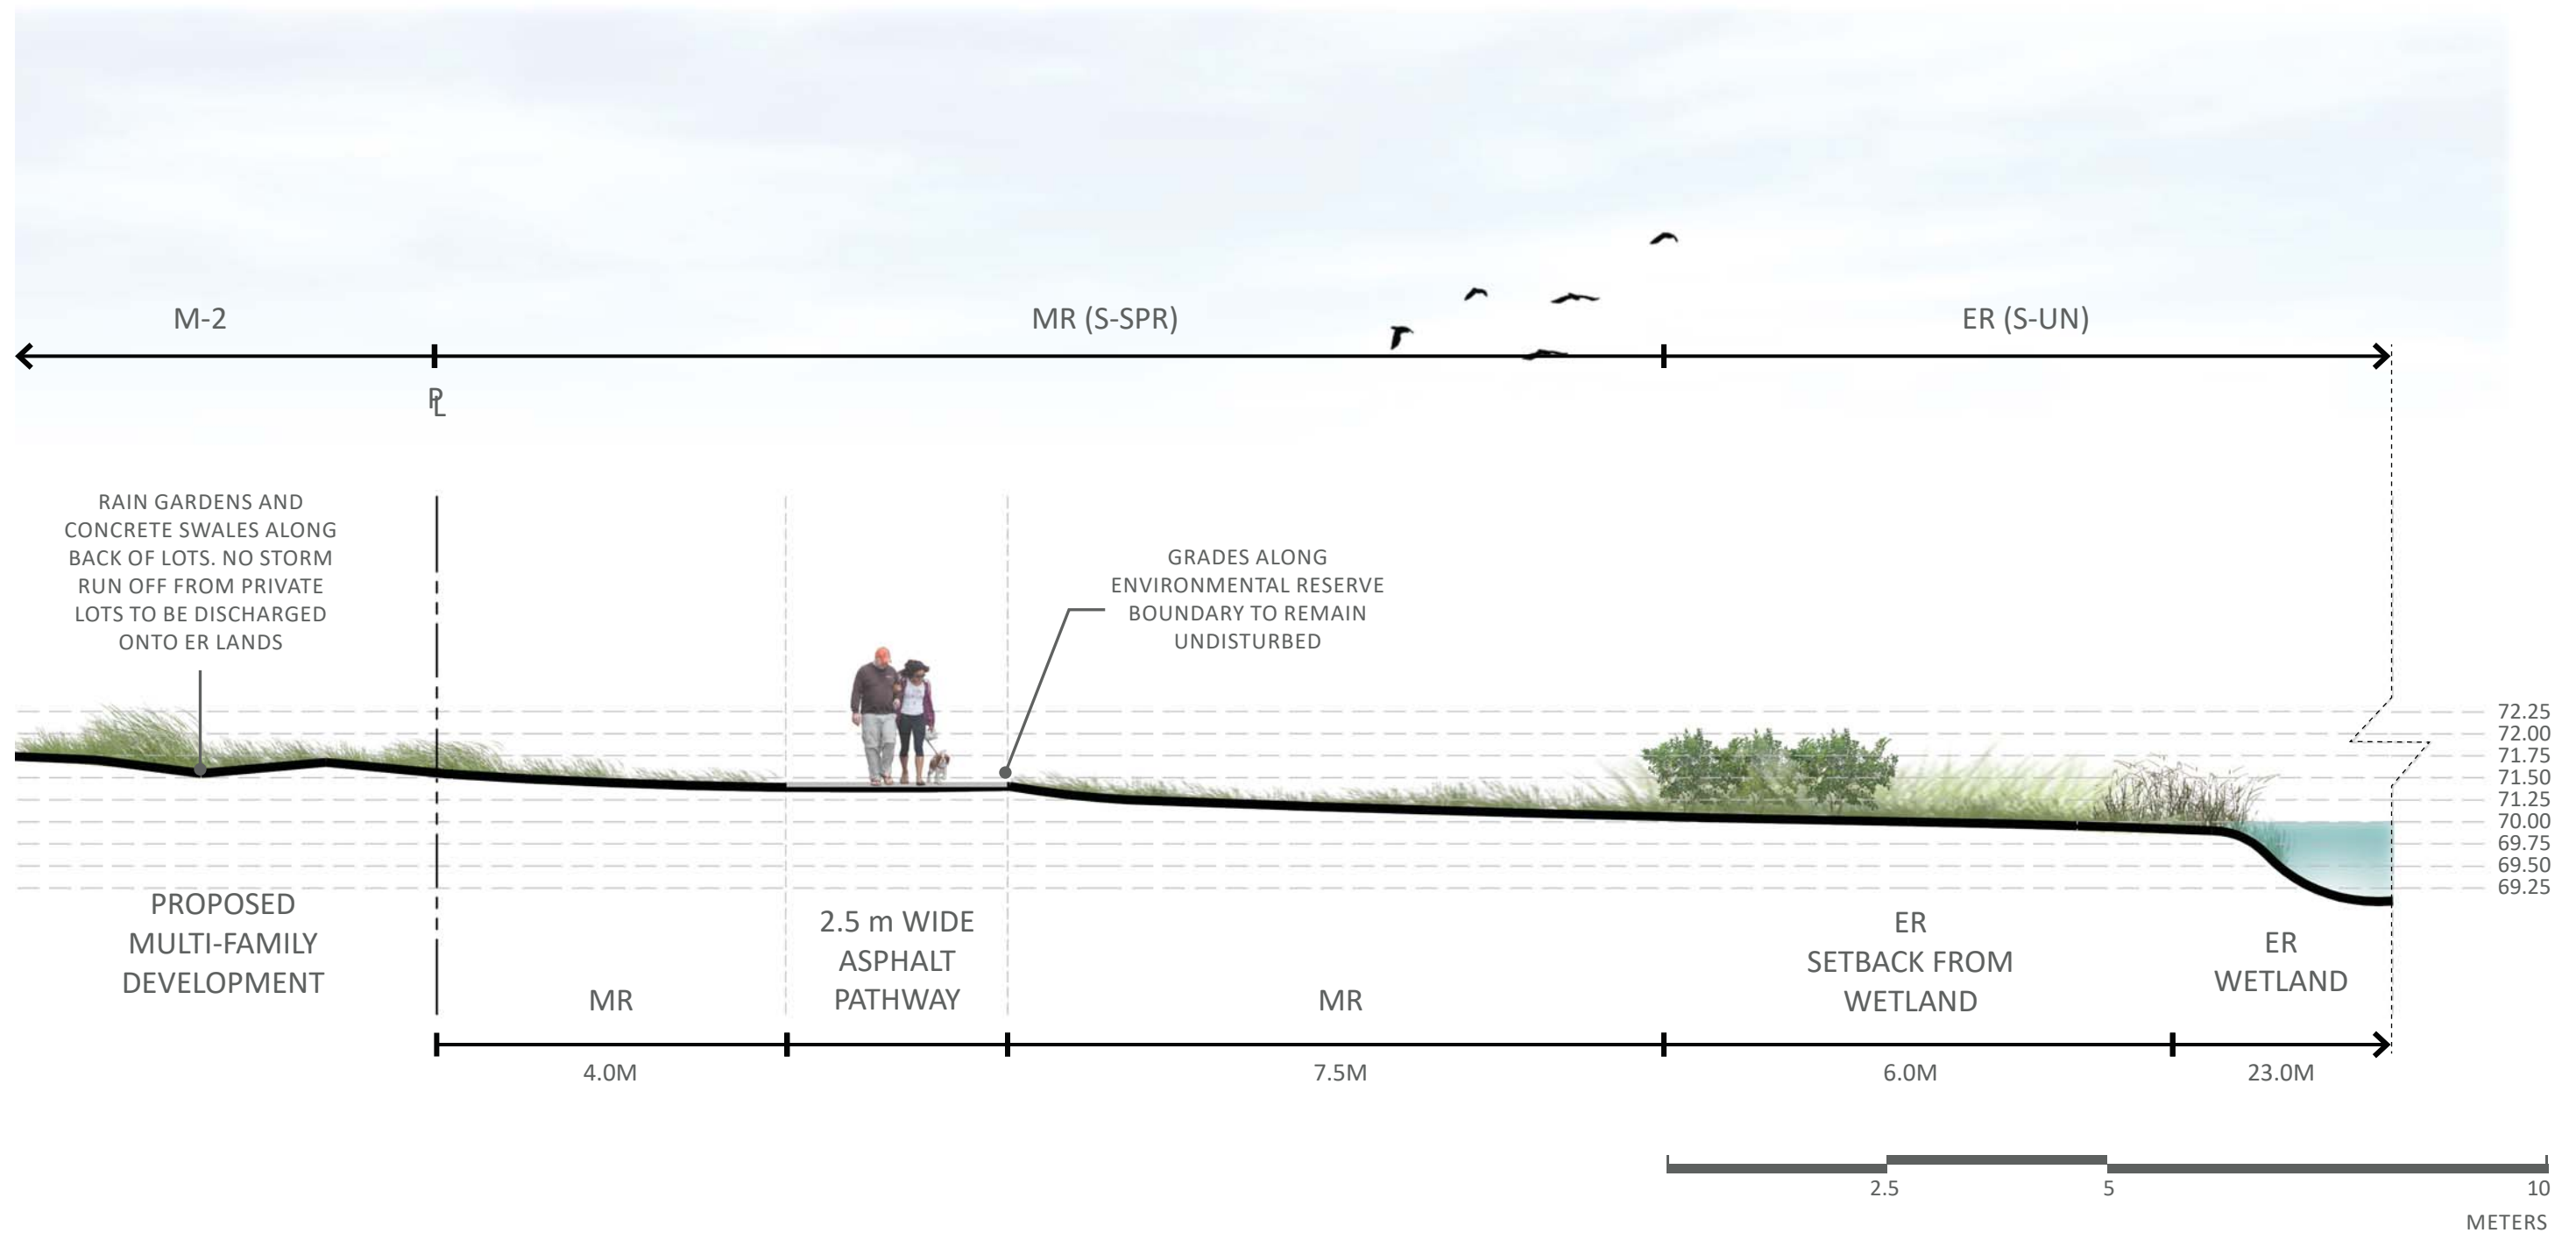 M-2
MR (S-SPR)
ER (S-UN)
PL
RAIN GARDENS AND
CONCRETE SWALES ALONG
BACK OF LOTS. NO STORM
RUN OFF FROM PRIVATE
LOTS TO BE DISCHARGED
ONTO ER LANDS
GRADES ALONG
ENVIRONMENTAL RESERVE
BOUNDARY TO REMAIN
UNDISTURBED
72.25
72.00
71.75
71.50
71.25
70.00
69.75
69.50
69.25
PROPOSED
MULTI-FAMILY
DEVELOPMENT
MR
2.5 m WIDE
ASPHALT
PATHWAY
MR
ER
SETBACK FROM
WETLAND
ER
WETLAND
4.0M
7.5M
6.0M
23.0M
2.5
5
10
METERS